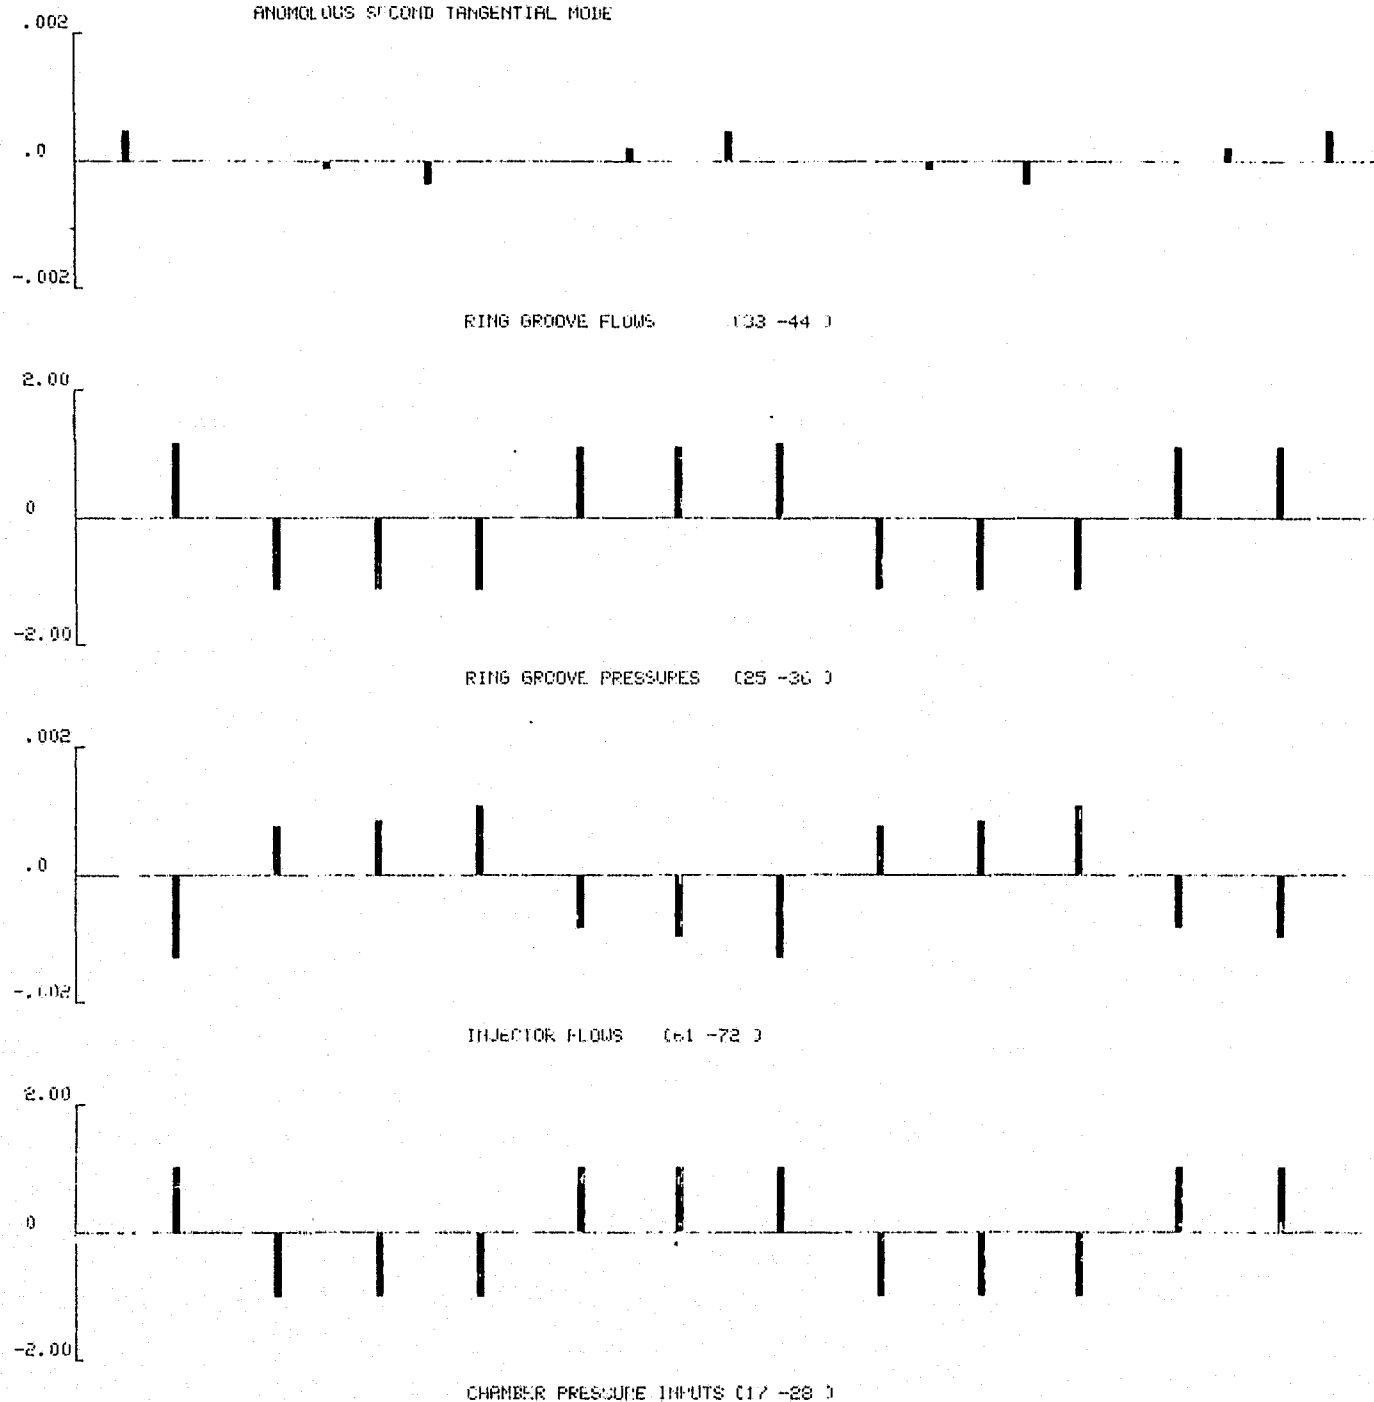 ANOMOLOUS SECOND TANGENTIAL MODE
.002
.0
-.002
RING GROOVE FLOWS (33 -44 )
2.00
0
-2.00
RING GROOVE PRESSURES (25 -36 )
.002
.0
-.002
INJECTOR FLOWS (61 -72 )
2.00
0
-2.00
CHAMBER PRESSURE INPUTS (17 -28 )